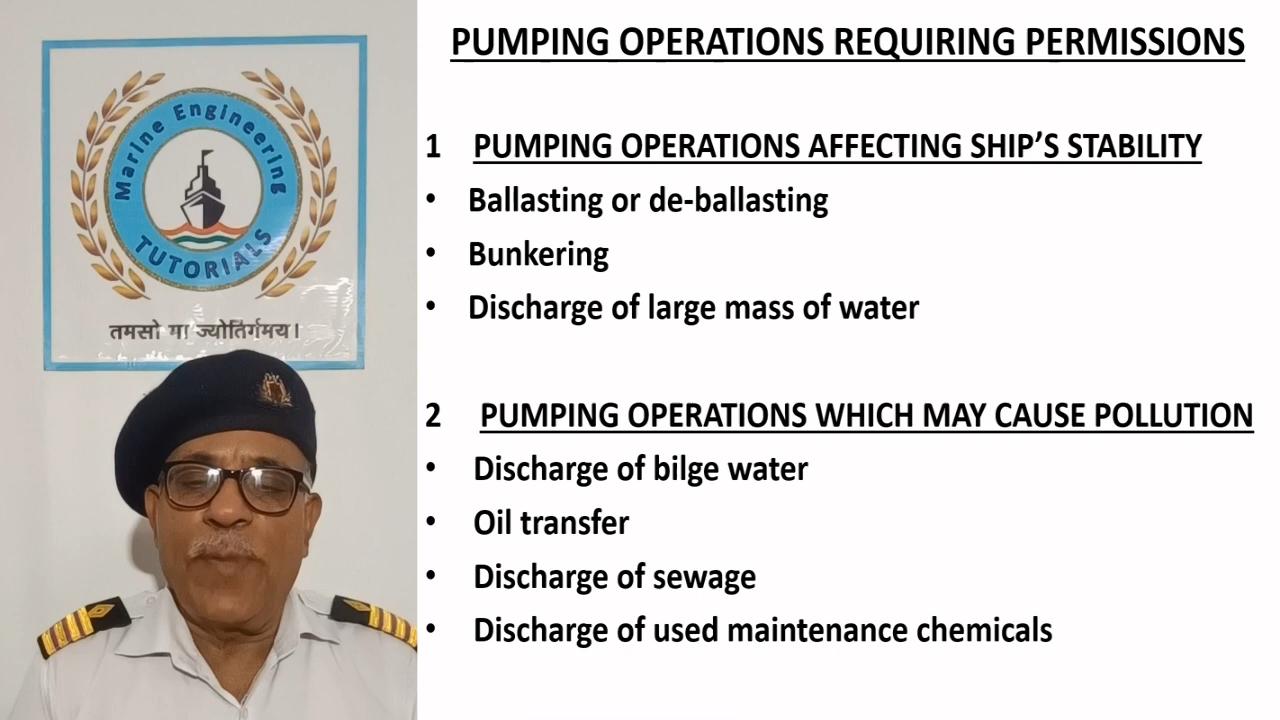 Marine Engineering
TUTORIALS
तमसो मा ज्योतिर्गमय।
PUMPING OPERATIONS REQUIRING PERMISSIONS
1 PUMPING OPERATIONS AFFECTING SHIP’S STABILITY
• Ballasting or de-ballasting
• Bunkering
• Discharge of large mass of water
2 PUMPING OPERATIONS WHICH MAY CAUSE POLLUTION
• Discharge of bilge water
• Oil transfer
• Discharge of sewage
• Discharge of used maintenance chemicals